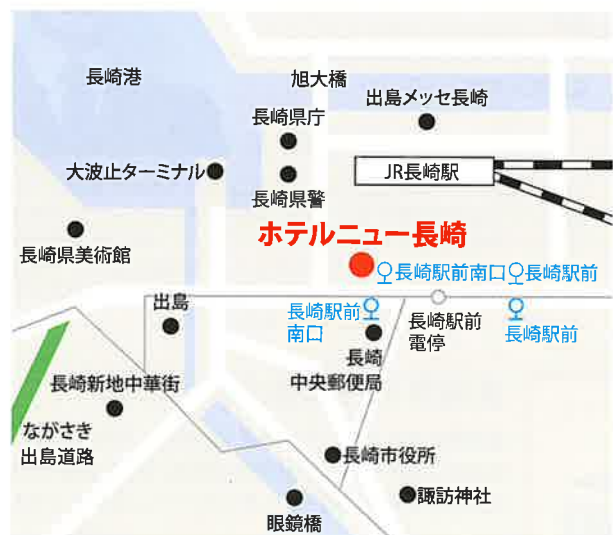 長崎港
旭大橋
出島メッセ長崎
長崎県庁
大波止ターミナル
JR長崎駅
長崎県警
長崎県美術館
ホテルニュー長崎
長崎駅前南口
長崎駅前
出島
長崎駅前
南口
長崎駅前
電停
長崎駅前
長崎
中央郵便局
長崎新地中華街
ながさき
出島道路
長崎市役所
諏訪神社
眼鏡橋